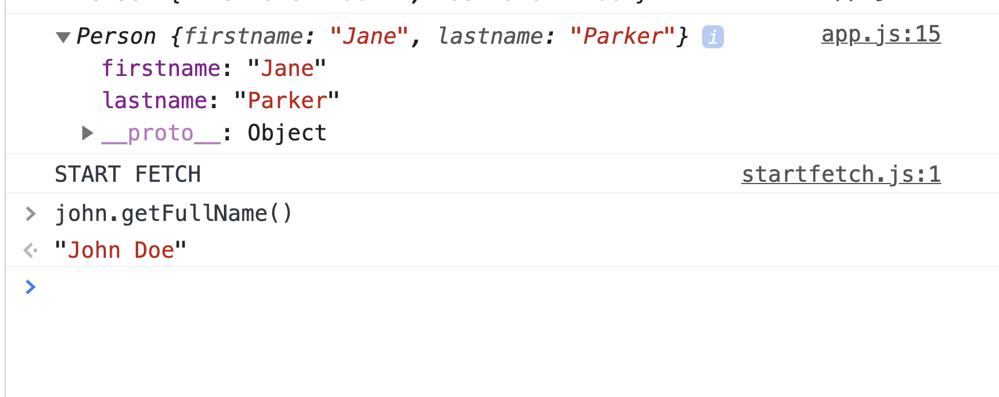 Person {firstname: "Jane", lastname: "Parker"} i app.js:15
firstname: "Jane"
lastname: "Parker"
__proto__: Object
START FETCH startfetch.js:1
john.getFullName()
"John Doe"